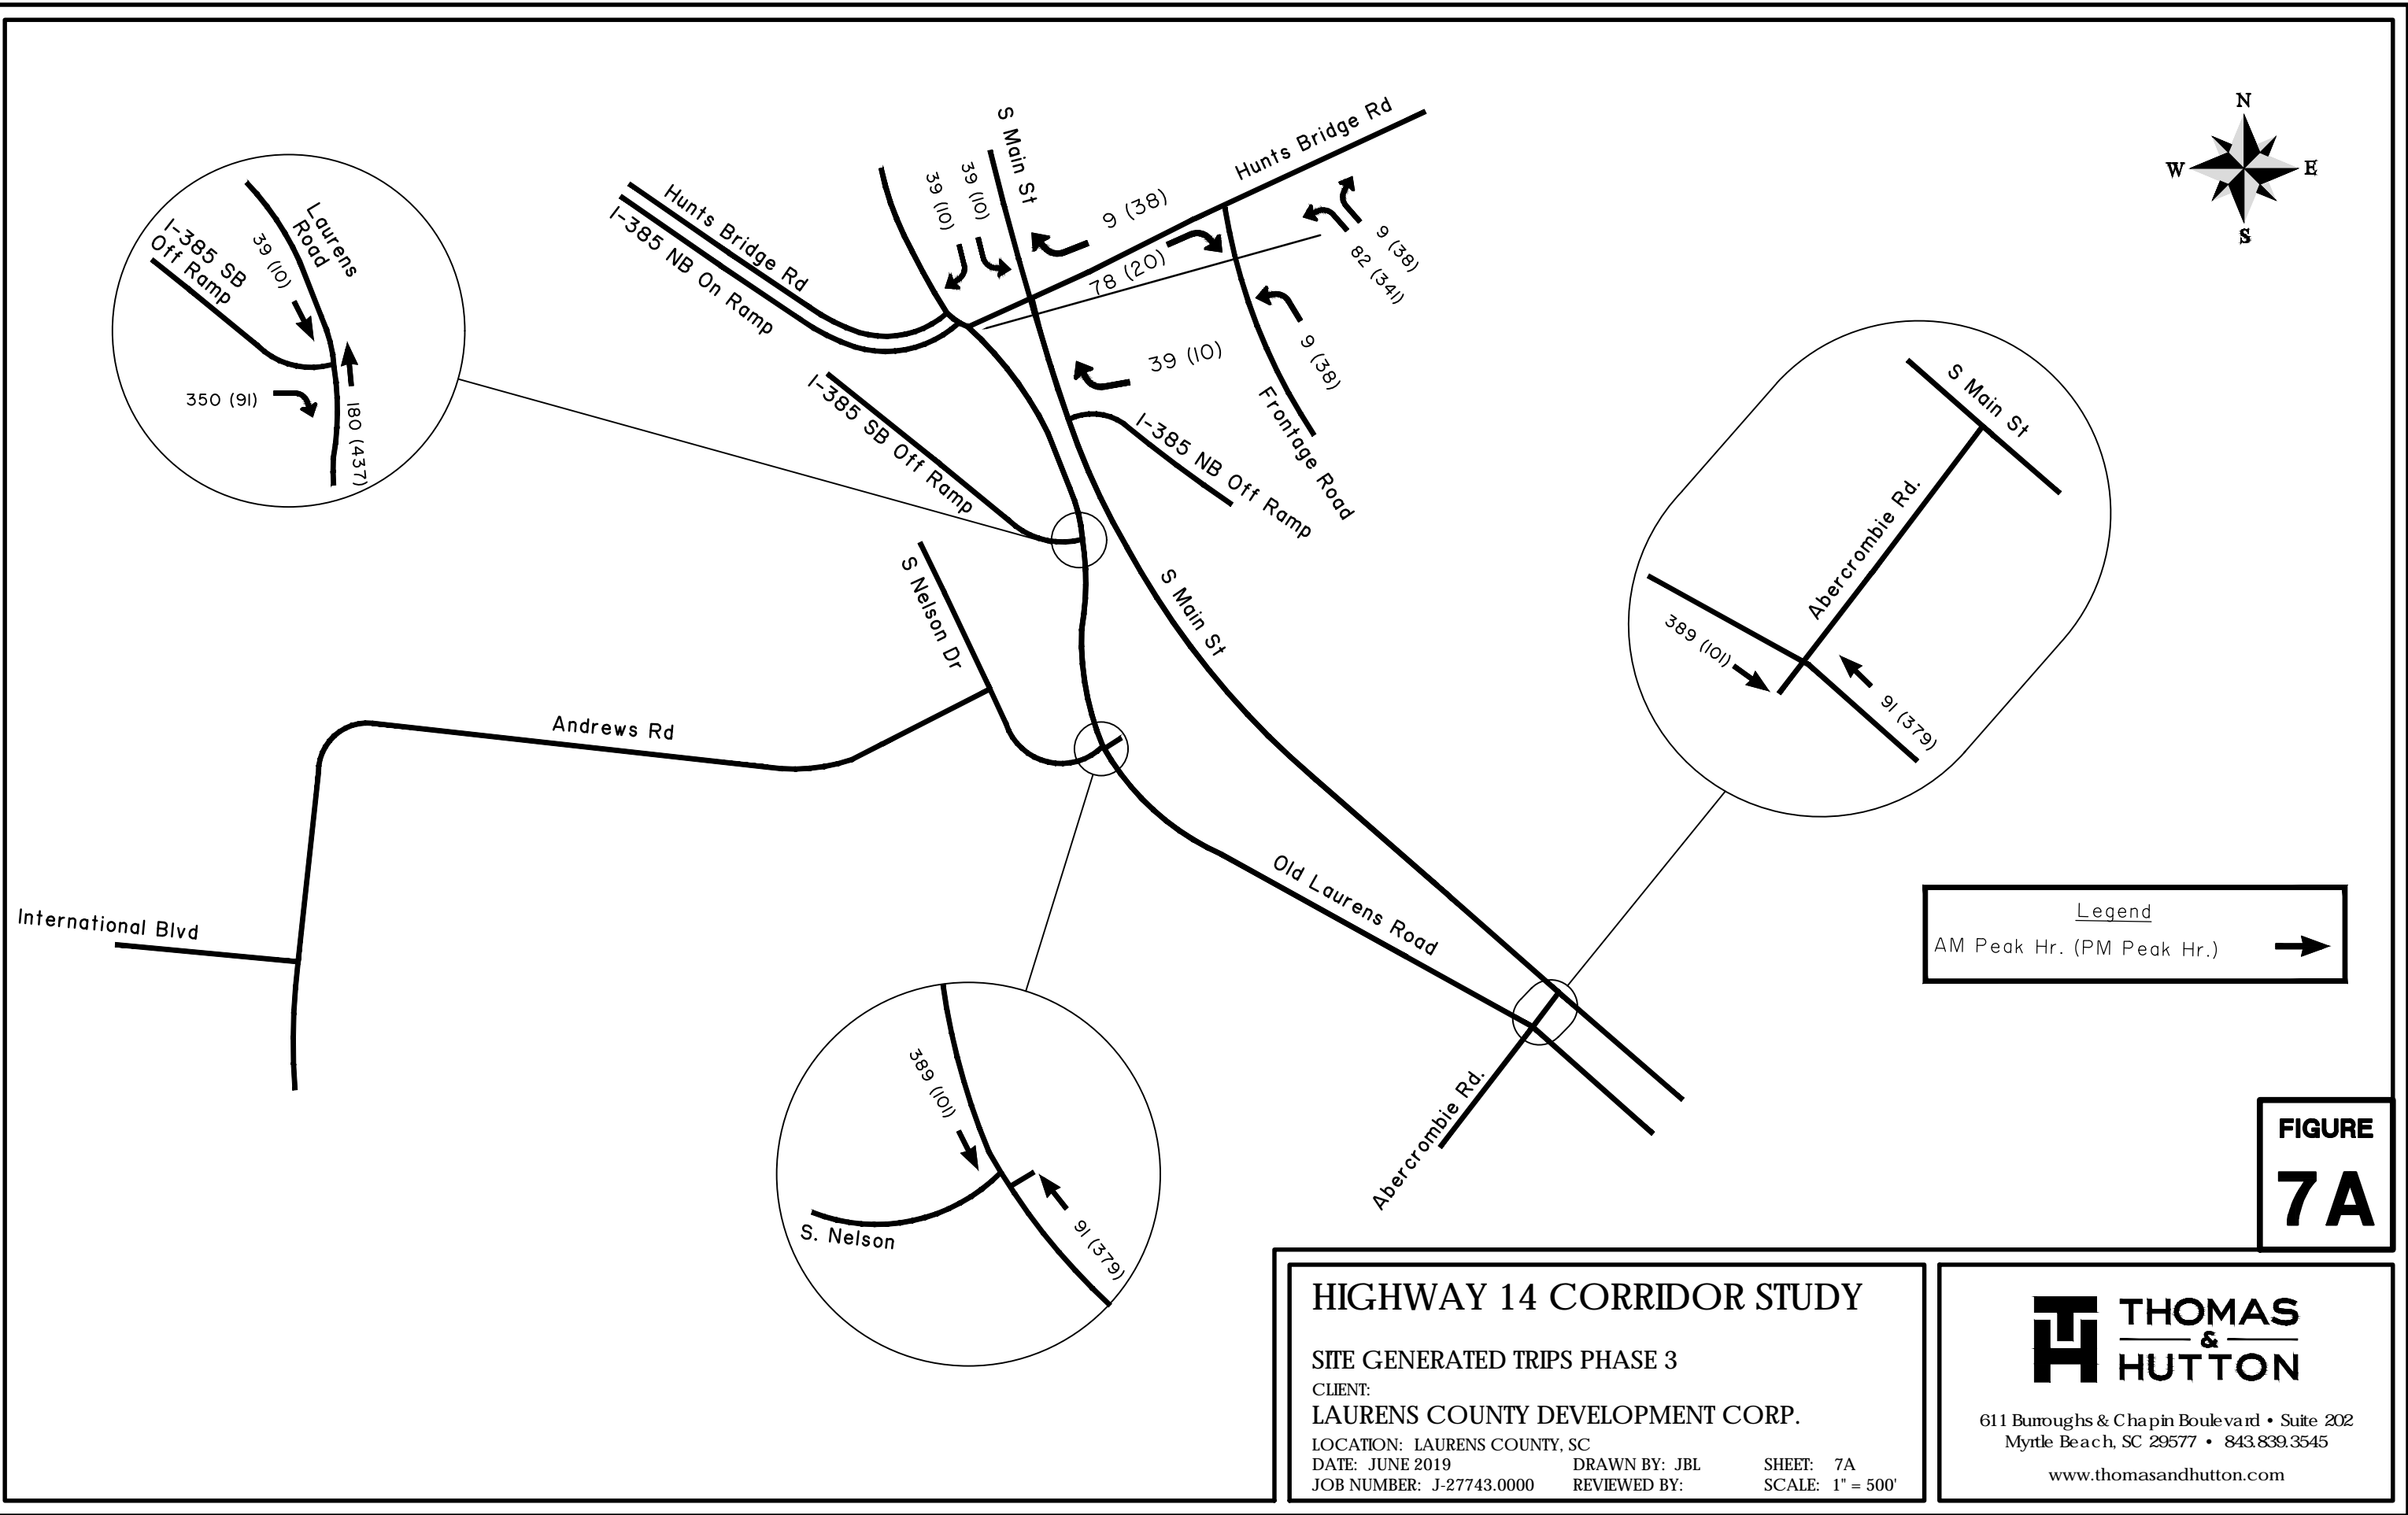 S Main St
Hunts Bridge Rd
N
W
E
S
39 (10)
39 (10)
9 (38)
78 (20)
9 (38)
82 (341)
Hunts Bridge Rd
I-385 NB On Ramp
Laurens
Road
I-385 SB
Off Ramp
39 (10)
350 (91)
180 (437)
39 (10)
9 (38)
Frontage Road
I-385 SB Off Ramp
I-385 NB Off Ramp
S Main St
Abercrombie Rd.
389 (101)
91 (379)
S Nelson Dr
S Main St
Andrews Rd
International Blvd
Old Laurens Road
Legend
AM Peak Hr. (PM Peak Hr.)
389 (101)
S. Nelson
91 (379)
Abercrombie Rd.
FIGURE
7A
HIGHWAY 14 CORRIDOR STUDY
SITE GENERATED TRIPS PHASE 3
CLIENT:
LAURENS COUNTY DEVELOPMENT CORP.
LOCATION: LAURENS COUNTY, SC
DATE: JUNE 2019 DRAWN BY: JBL SHEET: 7A
JOB NUMBER: J-27743.0000 REVIEWED BY: SCALE: 1" = 500'
TH
THOMAS
&
HUTTON
611 Burroughs & Chapin Boulevard • Suite 202
Myrtle Beach, SC 29577 • 843.839.3545
www.thomasandhutton.com